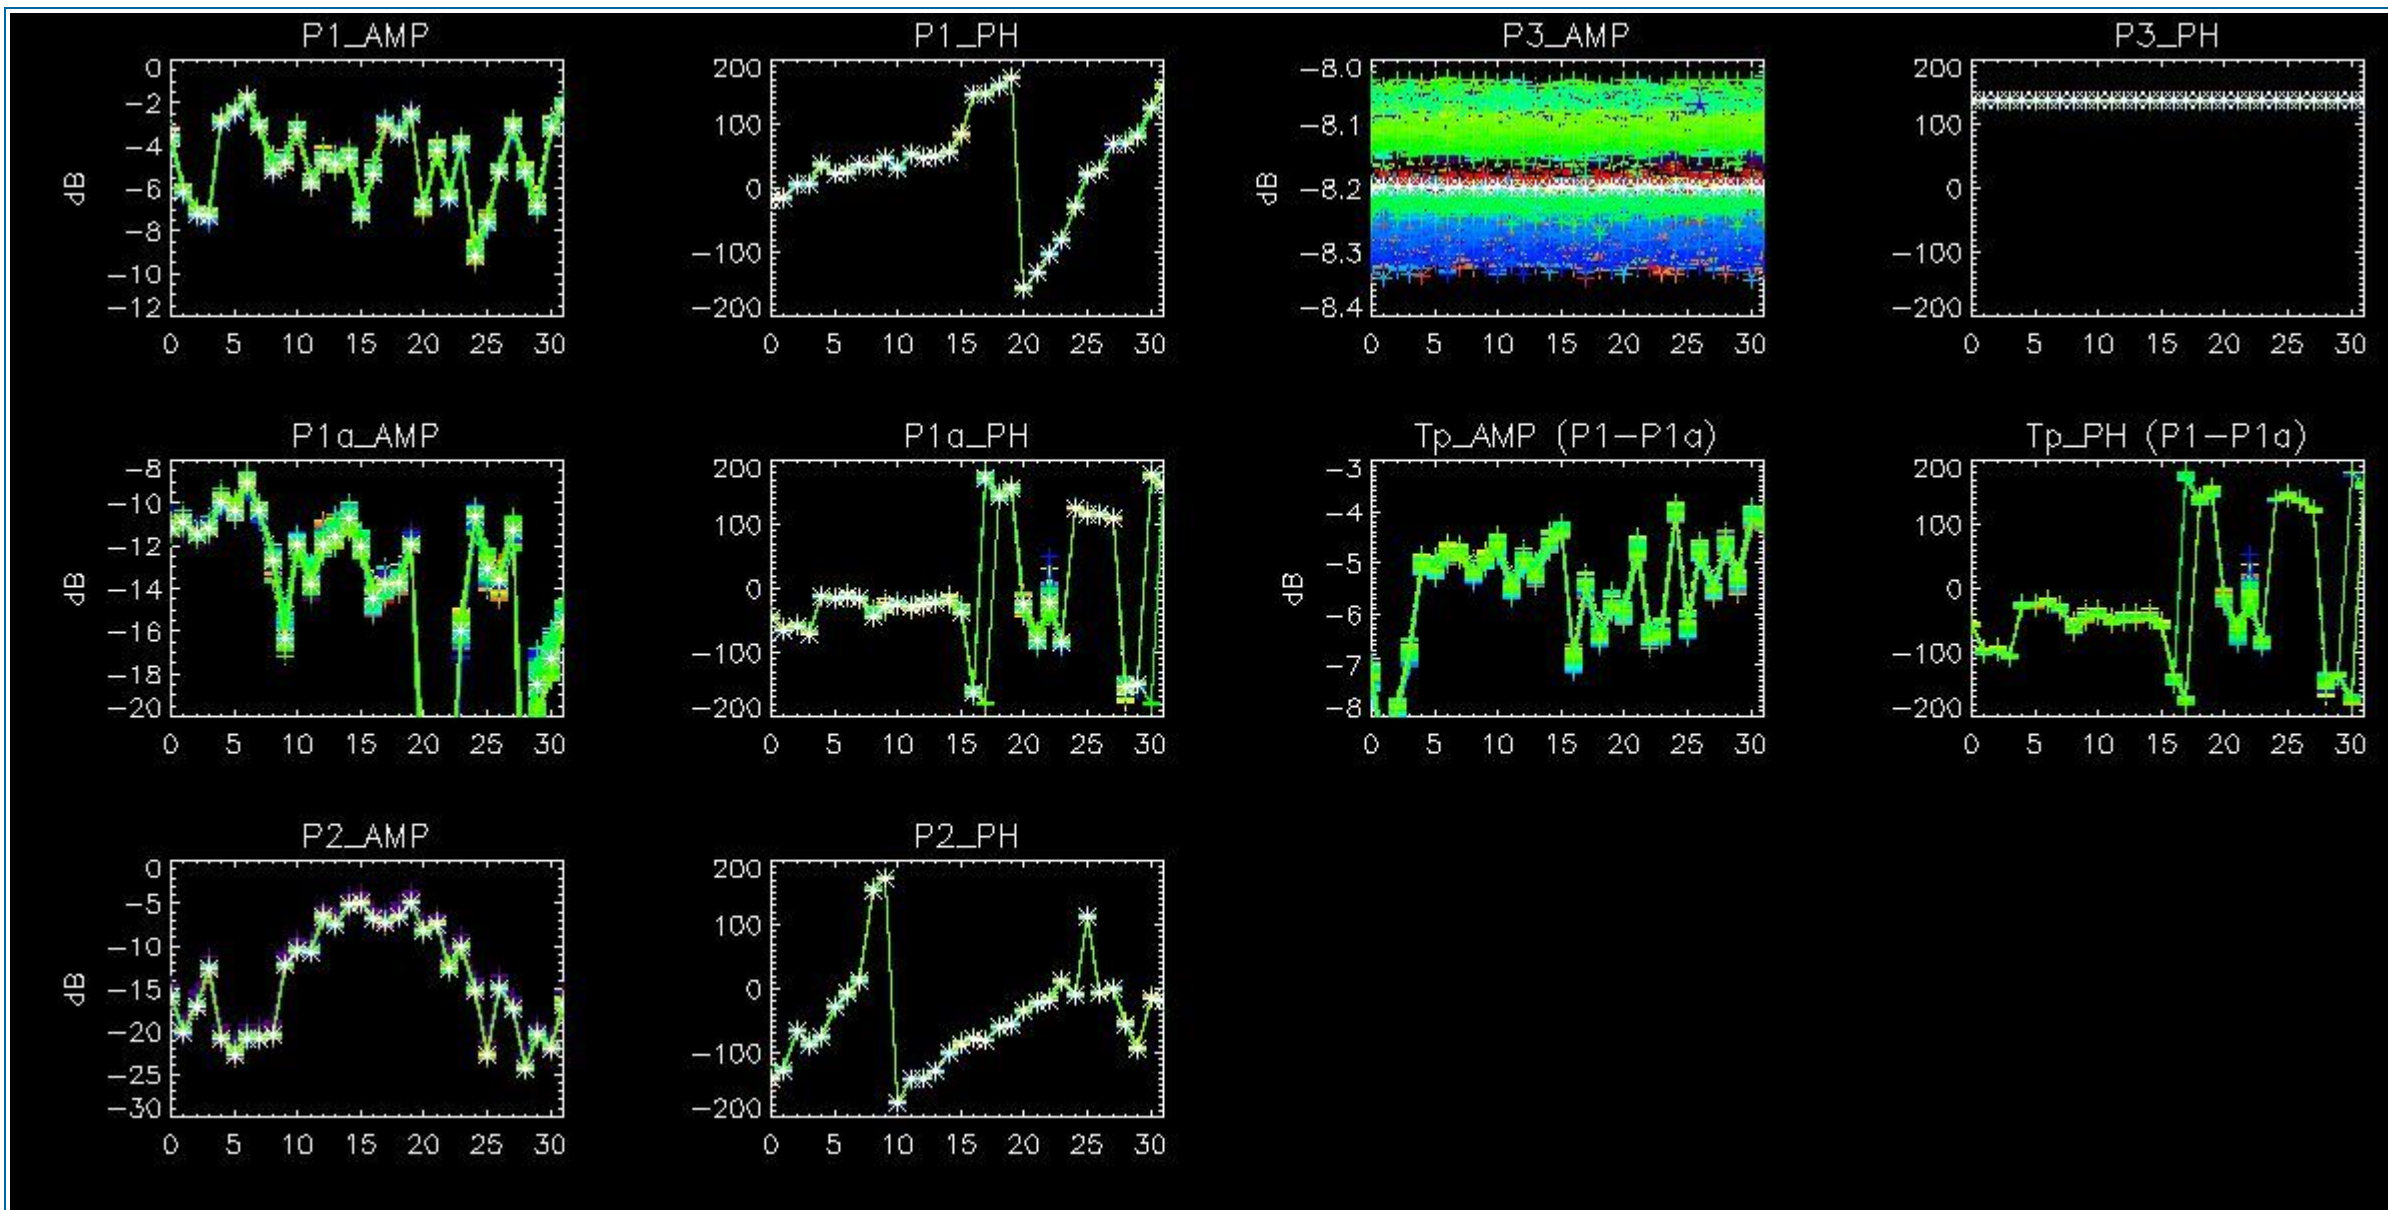 P1_AMP
dB
0
−2
−4
−6
−8
−10
−12
0 5 10 15 20 25 30
P1_PH
200
100
0
−100
−200
0 5 10 15 20 25 30
P3_AMP
dB
−8.0
−8.1
−8.2
−8.3
−8.4
0 5 10 15 20 25 30
P3_PH
200
100
0
−100
−200
0 5 10 15 20 25 30
P1a_AMP
dB
−8
−10
−12
−14
−16
−18
−20
0 5 10 15 20 25 30
P1a_PH
200
100
0
−100
−200
0 5 10 15 20 25 30
Tp_AMP (P1−P1a)
dB
−3
−4
−5
−6
−7
−8
0 5 10 15 20 25 30
Tp_PH (P1−P1a)
200
100
0
−100
−200
0 5 10 15 20 25 30
P2_AMP
dB
0
−5
−10
−15
−20
−25
−30
0 5 10 15 20 25 30
P2_PH
200
100
0
−100
−200
0 5 10 15 20 25 30